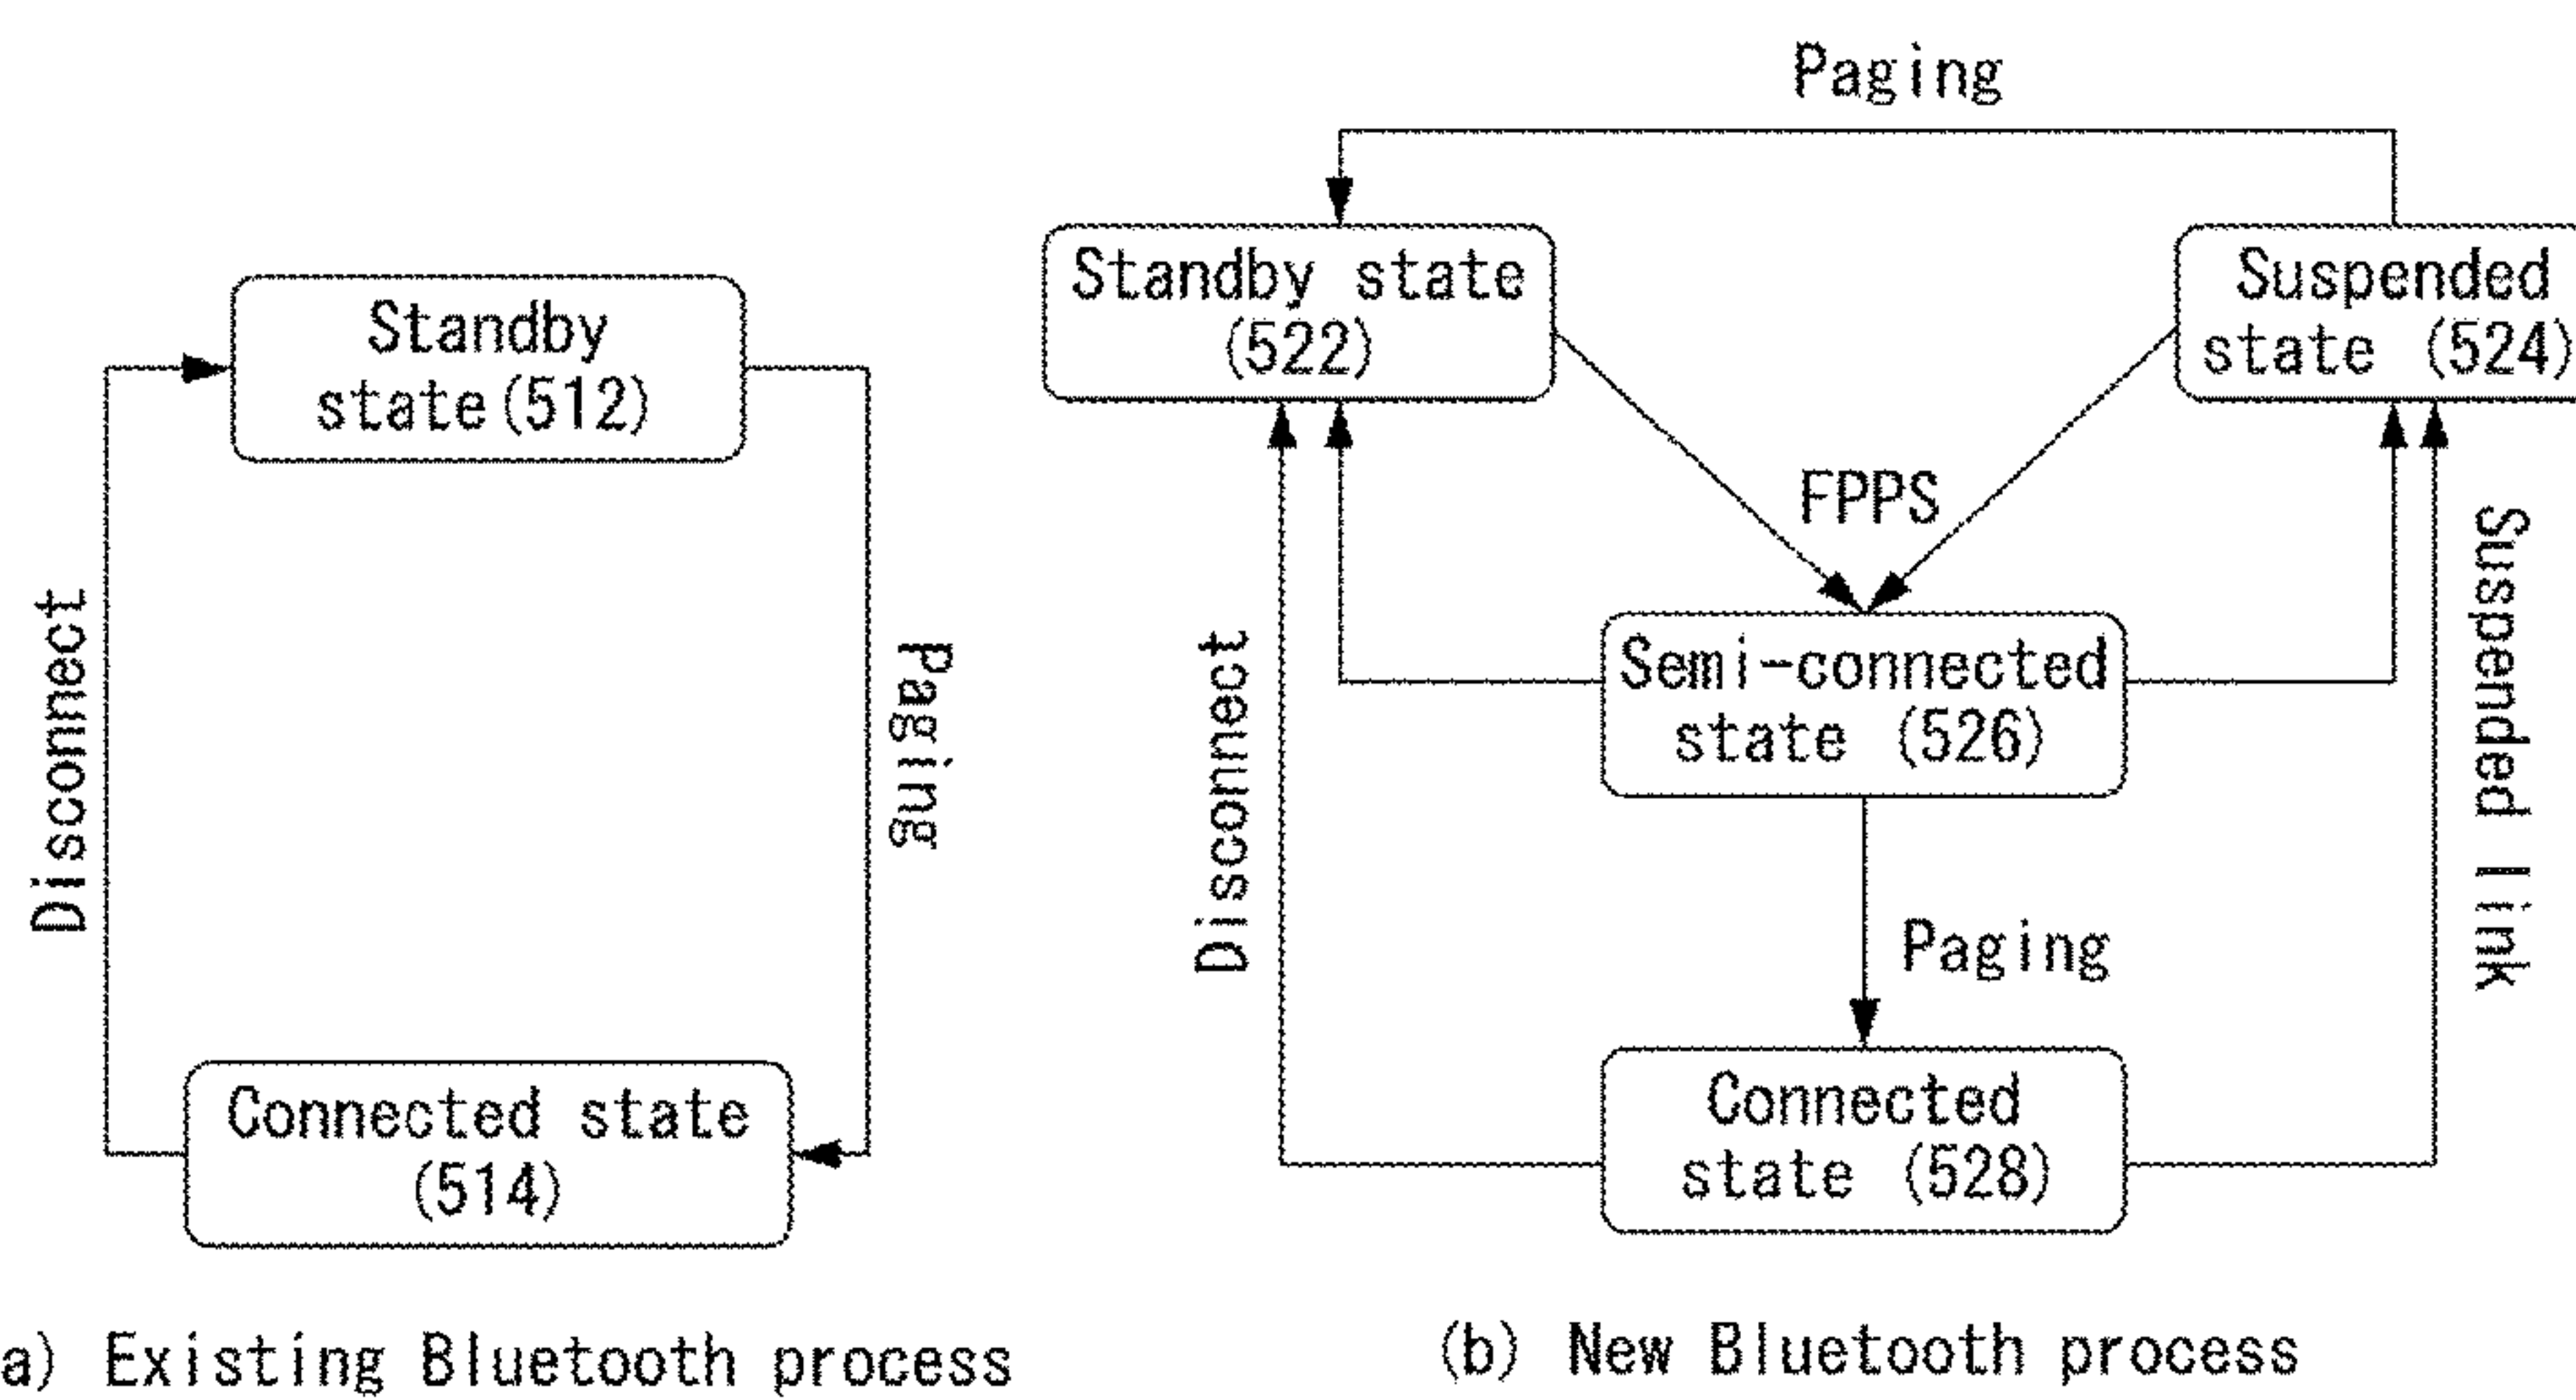 Standby
state(512)
Disconnect
Paging
Connected state
(514)
a) Existing Bluetooth process
Paging
Standby state
(522)
Suspended
state (524)
FPPS
Semi-connected
state (526)
Disconnect
Suspended link
Paging
Connected
state (528)
(b) New Bluetooth process